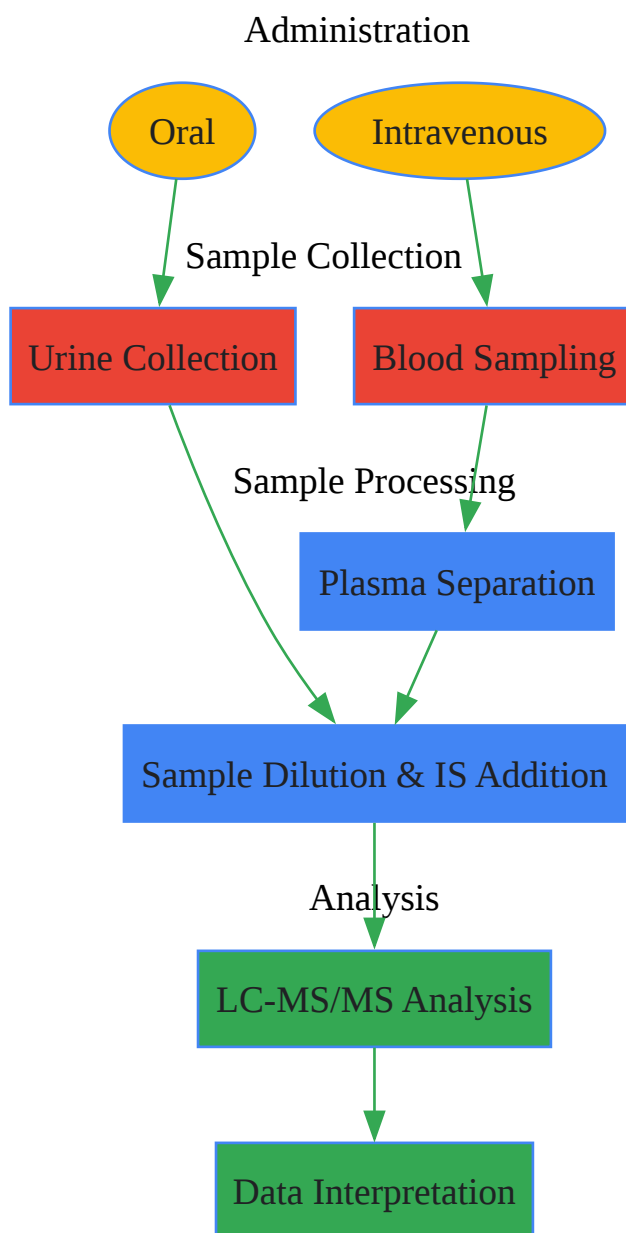 Administration
Oral
Intravenous
Sample Collection
Urine Collection
Blood Sampling
Sample Processing
Plasma Separation
Sample Dilution & IS Addition
Analysis
LC-MS/MS Analysis
Data Interpretation